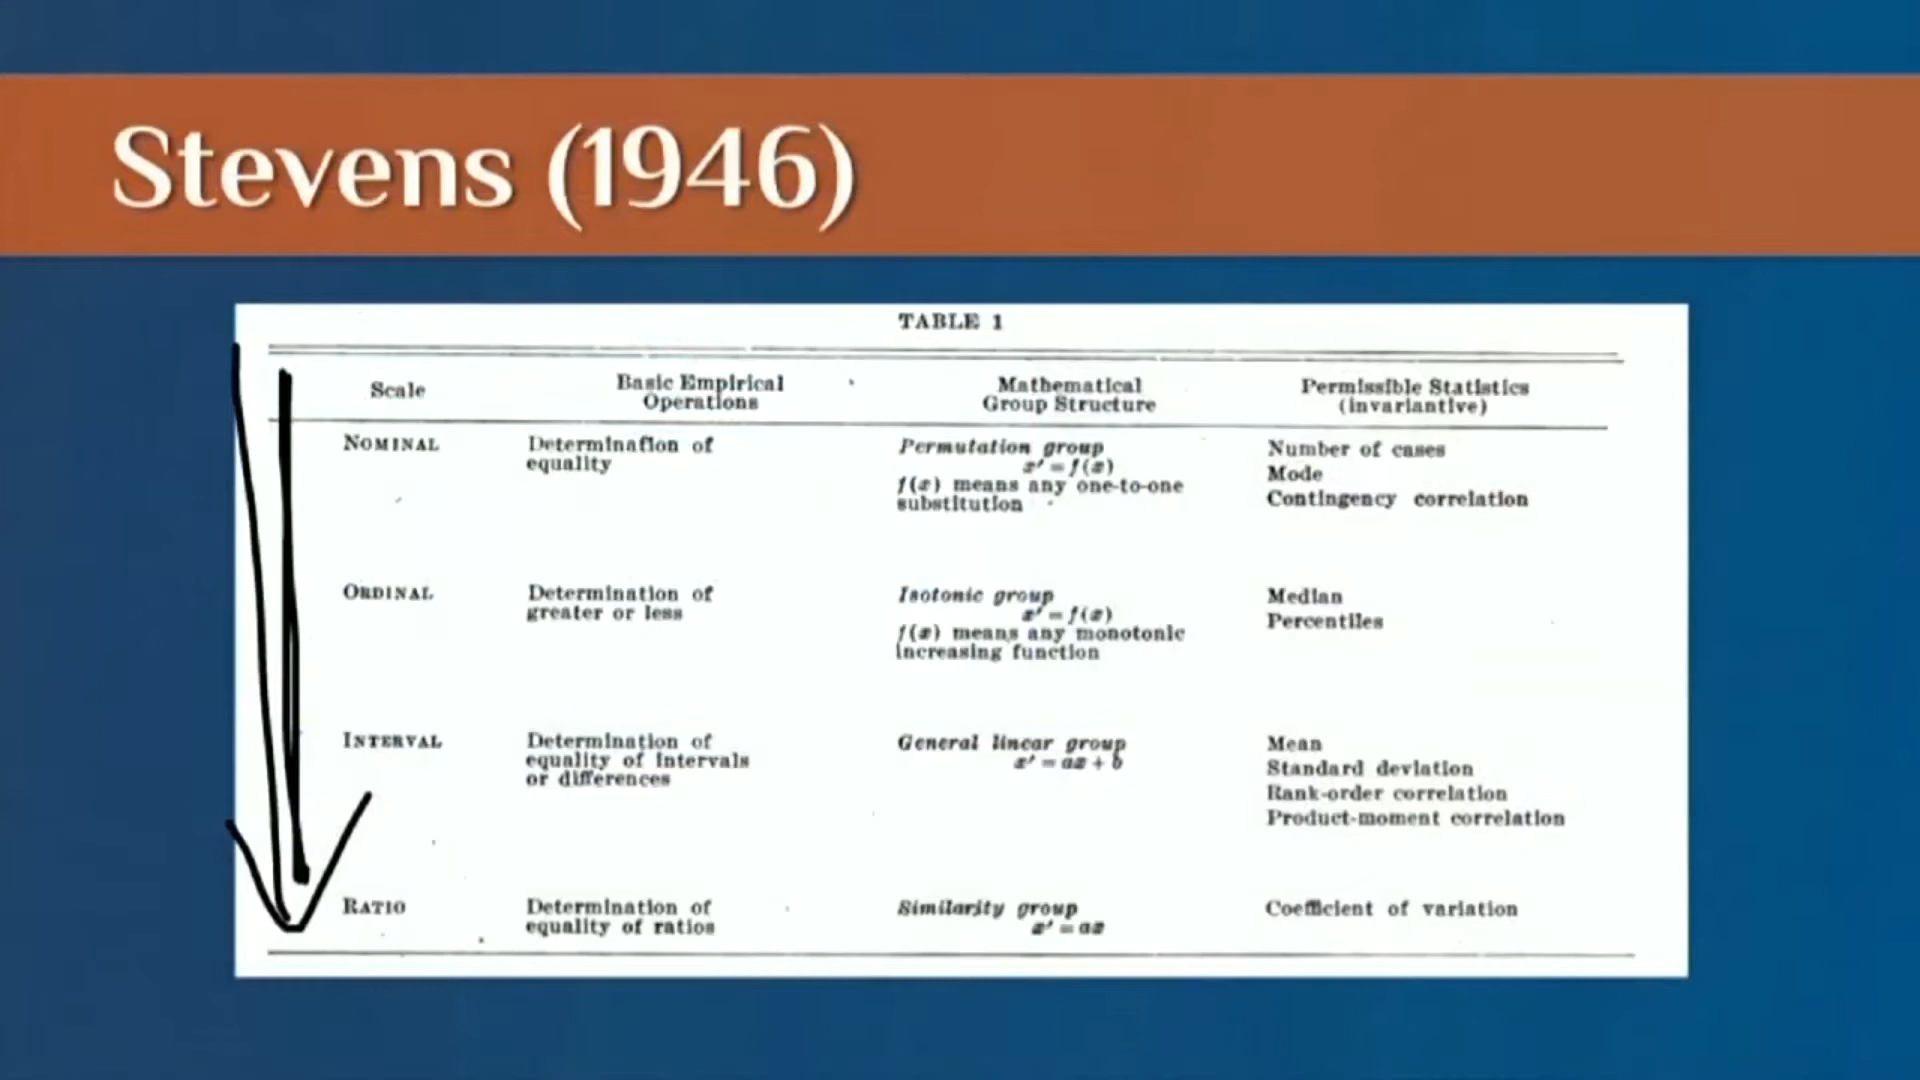 Stevens (1946)
TABLE 1
Scale
Basic Empirical
Operations
Mathematical
Group Structure
Permissible Statistics
(invariantive)
NOMINAL
Determination of
equality
Permutation group
x' = f(x)
f(x) means any one-to-one
substitution
Number of cases
Mode
Contingency correlation
ORDINAL
Determination of
greater or less
Isotonic group
x' = f(x)
f(x) means any monotonic
increasing function
Median
Percentiles
INTERVAL
Determination of
equality of intervals
or differences
General linear group
x' = ax + b
Mean
Standard deviation
Rank-order correlation
Product-moment correlation
RATIO
Determination of
equality of ratios
Similarity group
x' = ax
Coefficient of variation